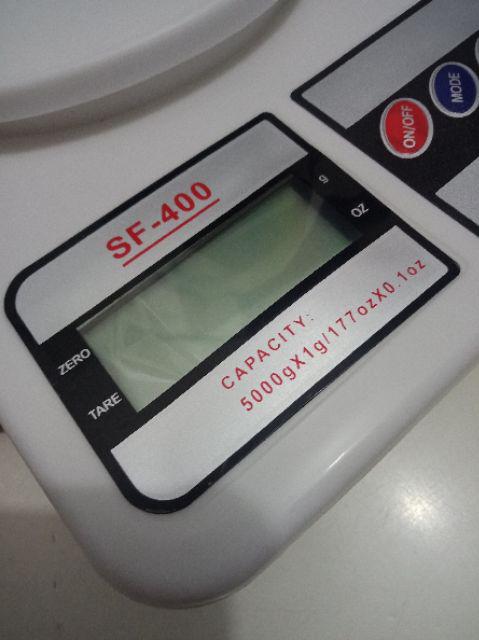 SF-400
g
OZ
ZERO
TARE
CAPACITY:
5000gX1g/177ozX0.1oz
ON/OFF
MODE